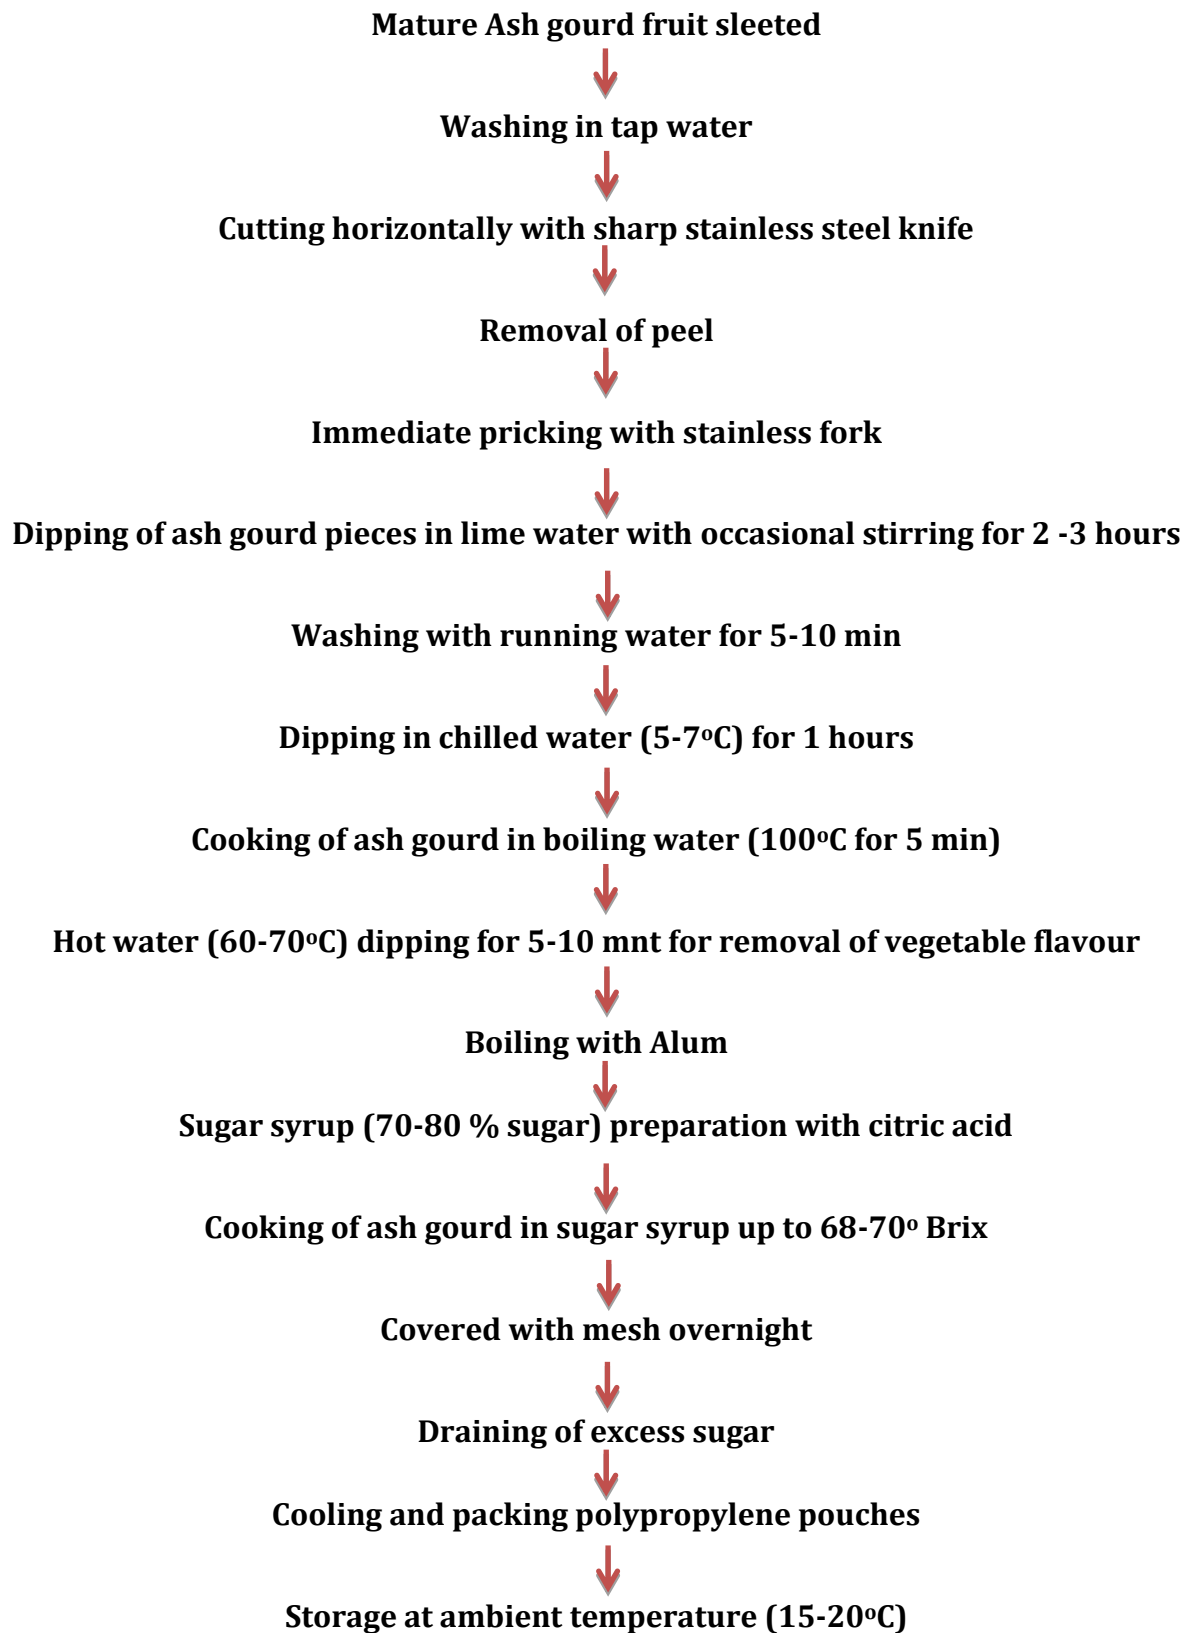 Mature Ash gourd fruit sleeted
Washing in tap water
Cutting horizontally with sharp stainless steel knife
Removal of peel
Immediate pricking with stainless fork
Dipping of ash gourd pieces in lime water with occasional stirring for 2 -3 hours
Washing with running water for 5-10 min
Dipping in chilled water (5-7ºC) for 1 hours
Cooking of ash gourd in boiling water (100ºC for 5 min)
Hot water (60-70ºC) dipping for 5-10 mnt for removal of vegetable flavour
Boiling with Alum
Sugar syrup (70-80 % sugar) preparation with citric acid
Cooking of ash gourd in sugar syrup up to 68-70º Brix
Covered with mesh overnight
Draining of excess sugar
Cooling and packing polypropylene pouches
Storage at ambient temperature (15-20ºC)